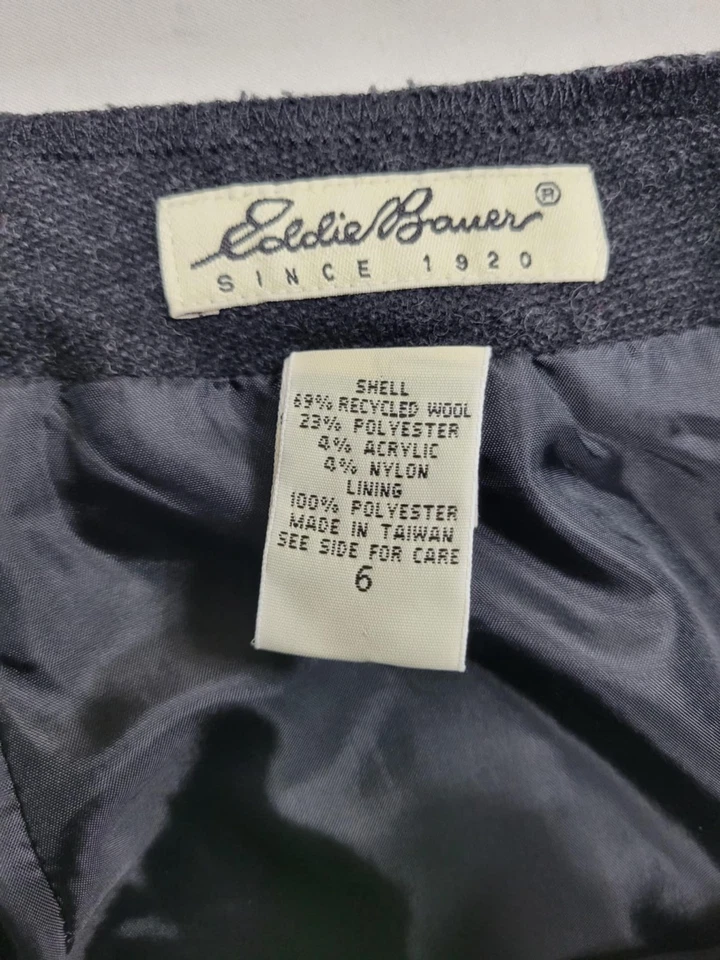 Eddie Bauer®
SINCE 1920
SHELL
69% RECYCLED WOOL
23% POLYESTER
4% ACRYLIC
4% NYLON
LINING
100% POLYESTER
MADE IN TAIWAN
SEE SIDE FOR CARE
6